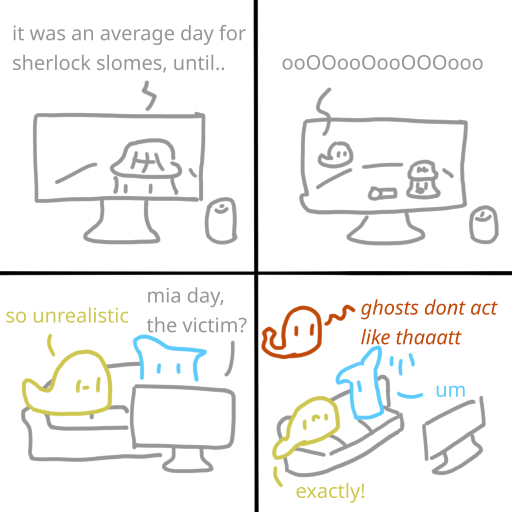 it was an average day for
sherlock slomes, until..
ooOOooOooOOOooo
so unrealistic
mia day,
the victim?
ghosts dont act
like thaaatt
um
exactly!